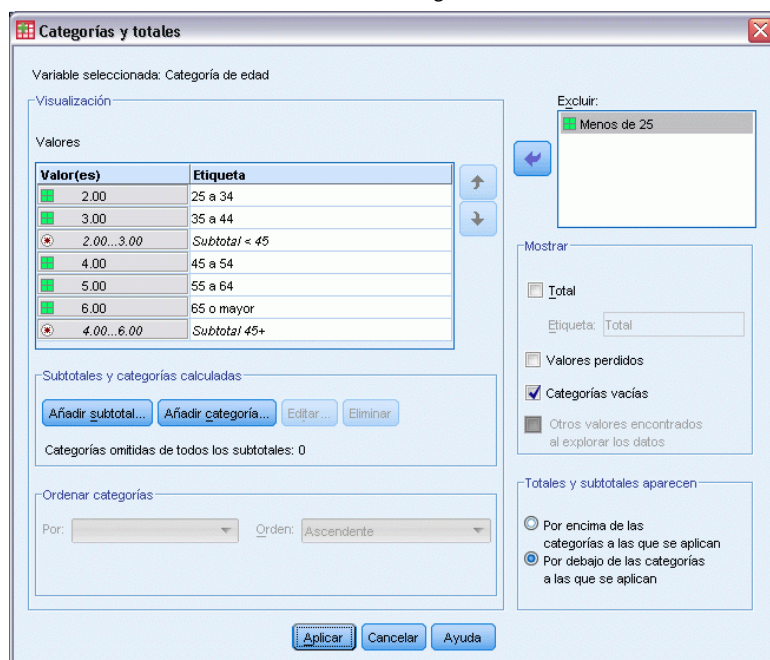 Categorías y totales
Variable seleccionada: Categoría de edad
Visualización
Valores
Valor(es) Etiqueta
2.00 25 a 34
3.00 35 a 44
2.00...3.00 Subtotal < 45
4.00 45 a 54
5.00 55 a 64
6.00 65 o mayor
4.00...6.00 Subtotal 45+
Subtotales y categorías calculadas
Añadir subtotal... Añadir categoría... Editar... Eliminar
Categorías omitidas de todos los subtotales: 0
Ordenar categorías
Por: Orden: Ascendente
Excluir:
Menos de 25
Mostrar
Total
Etiqueta: Total
Valores perdidos
Categorías vacías
Otros valores encontrados
al explorar los datos
Totales y subtotales aparecen
Por encima de las
categorías a las que se aplican
Por debajo de las categorías
a las que se aplican
Aplicar Cancelar Ayuda